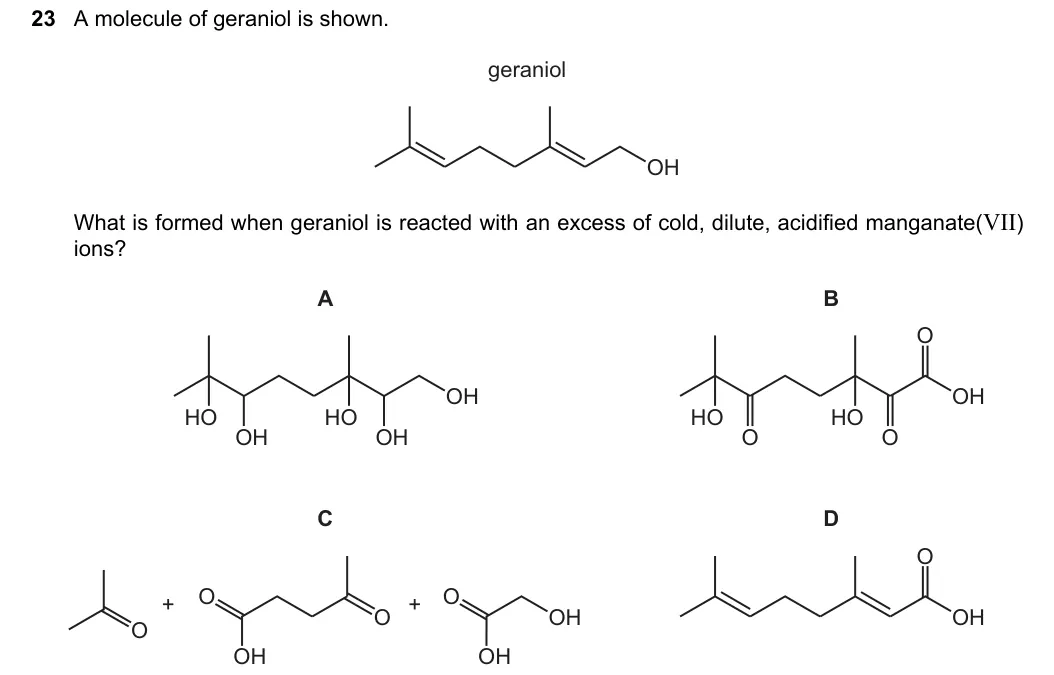 23 A molecule of geraniol is shown.
geraniol
OH
What is formed when geraniol is reacted with an excess of cold, dilute, acidified manganate(VII)
ions?
A
B
HO
OH
HO
OH
OH
HO
O
HO
O
O
OH
C
D
O
+
O
OH
O
+
O
OH
OH
O
OH